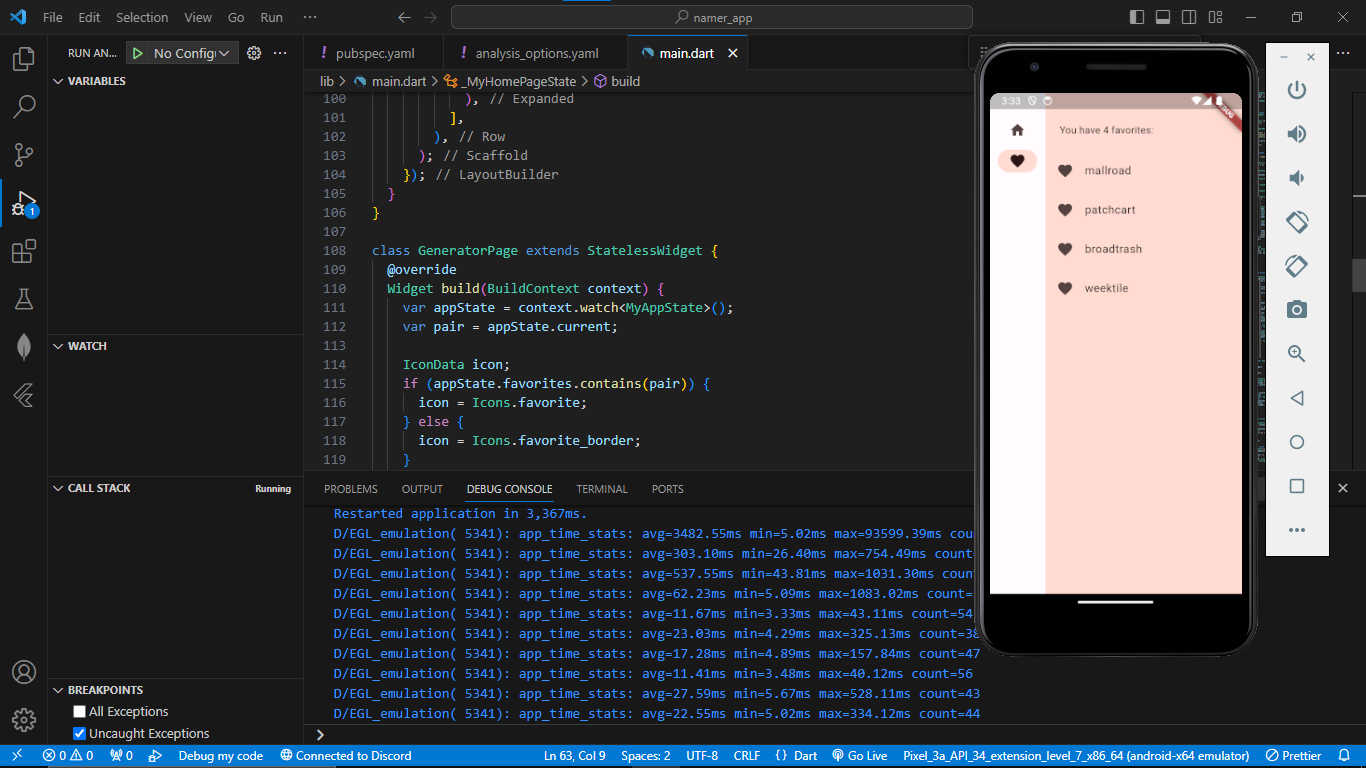 File Edit Selection View Go Run ···
namer_app
RUN AN... No Config
pubspec.yaml
analysis_options.yaml
main.dart
lib > main.dart > _MyHomePageState > build
VARIABLES
WATCH
CALL STACK Running
BREAKPOINTS
All Exceptions
Uncaught Exceptions
100 ), // Expanded
101 ],
102 ), // Row
103 ); // Scaffold
104 }); // LayoutBuilder
105 }
106 }
107
108 class GeneratorPage extends StatelessWidget {
109 @override
110 Widget build(BuildContext context) {
111 var appState = context.watch<MyAppState>();
112 var pair = appState.current;
113
114 IconData icon;
115 if (appState.favorites.contains(pair)) {
116 icon = Icons.favorite;
117 } else {
118 icon = Icons.favorite_border;
119 }
PROBLEMS OUTPUT DEBUG CONSOLE TERMINAL PORTS
Restarted application in 3,367ms.
D/EGL_emulation( 5341): app_time_stats: avg=3482.55ms min=5.02ms max=93599.39ms cou
D/EGL_emulation( 5341): app_time_stats: avg=303.10ms min=26.40ms max=754.49ms count
D/EGL_emulation( 5341): app_time_stats: avg=537.55ms min=43.81ms max=1031.30ms coun
D/EGL_emulation( 5341): app_time_stats: avg=62.23ms min=5.09ms max=1083.02ms count=
D/EGL_emulation( 5341): app_time_stats: avg=11.67ms min=3.33ms max=43.11ms count=54
D/EGL_emulation( 5341): app_time_stats: avg=23.03ms min=4.29ms max=325.13ms count=38
D/EGL_emulation( 5341): app_time_stats: avg=17.28ms min=4.89ms max=157.84ms count=47
D/EGL_emulation( 5341): app_time_stats: avg=11.41ms min=3.48ms max=40.12ms count=56
D/EGL_emulation( 5341): app_time_stats: avg=27.59ms min=5.67ms max=528.11ms count=43
D/EGL_emulation( 5341): app_time_stats: avg=22.55ms min=5.02ms max=334.12ms count=44
3:33
You have 4 favorites:
mallroad
patchcart
broadtrash
weektile
1
0 0 0 Debug my code Connected to Discord Ln 63, Col 9 Spaces: 2 UTF-8 CRLF { } Dart Go Live Pixel_3a_API_34_extension_level_7_x86_64 (android-x64 emulator) Prettier